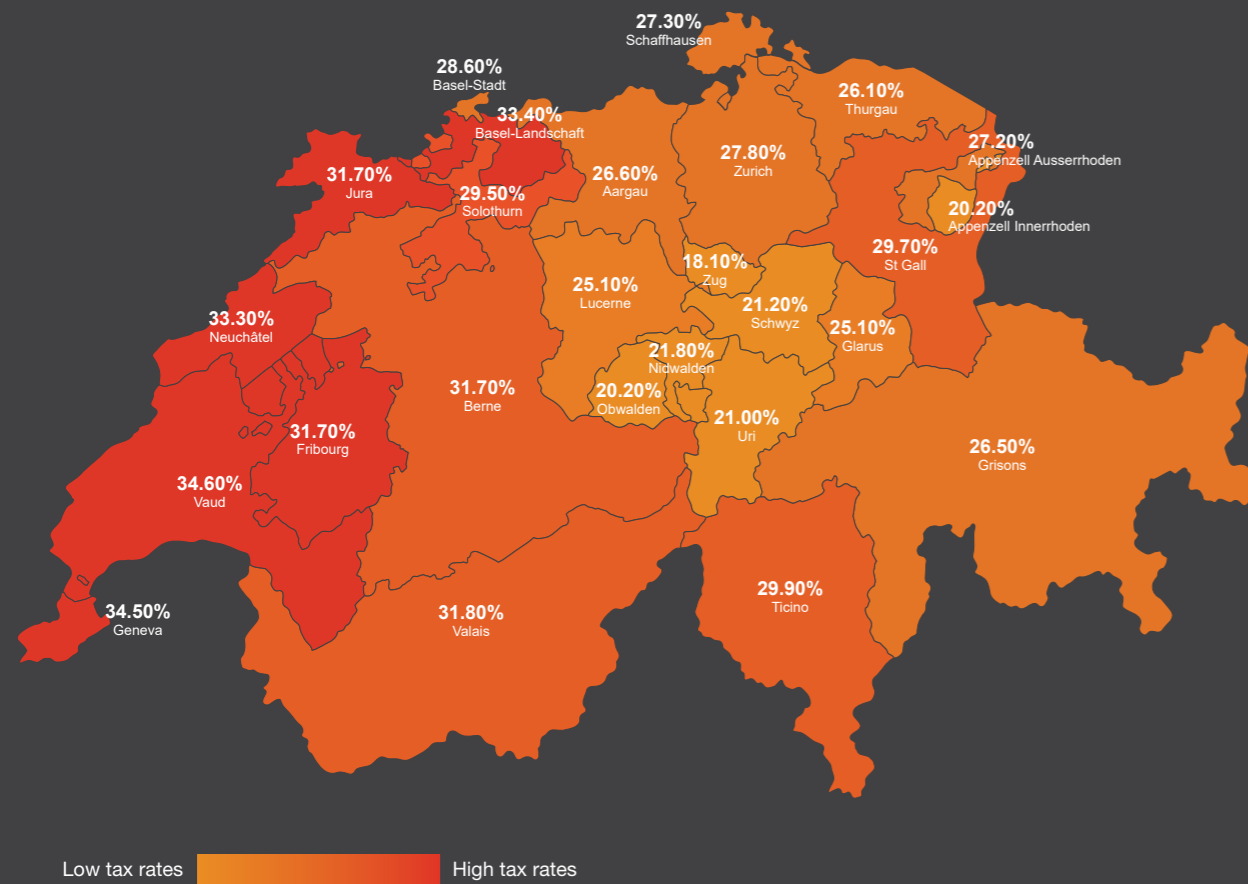 27.30%
Schaffhausen
28.60%
Basel-Stadt
26.10%
Thurgau
33.40%
Basel-Landschaft
27.20%
Appenzell Ausserrhoden
27.80%
Zurich
31.70%
Jura
26.60%
Aargau
29.50%
Solothurn
20.20%
Appenzell Innerrhoden
29.70%
St Gall
18.10%
Zug
25.10%
Lucerne
21.20%
Schwyz
33.30%
Neuchâtel
25.10%
Glarus
21.80%
Nidwalden
31.70%
Berne
20.20%
Obwalden
21.00%
Uri
31.70%
Fribourg
26.50%
Grisons
34.60%
Vaud
29.90%
Ticino
34.50%
Geneva
31.80%
Valais
Low tax rates High tax rates